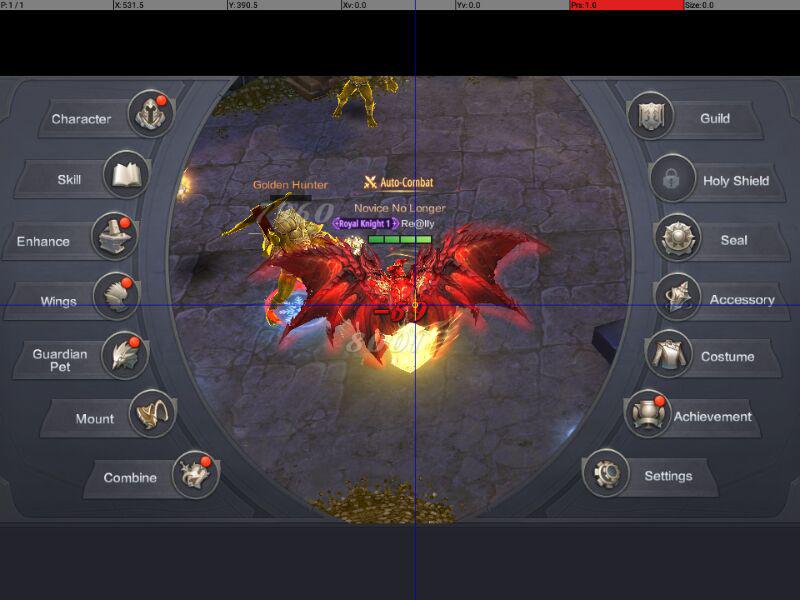 P: 1 / 1 X: 531.5 Y: 390.5 Xv: 0.0 Yv: 0.0 Prs: 1.0 Size: 0.0
Character
Skill
Enhance
Wings
Guardian
Pet
Mount
Combine
Golden Hunter
Auto-Combat
Novice No Longer
Royal Knight 1 Re@lly
Guild
Holy Shield
Seal
Accessory
Costume
Achievement
Settings